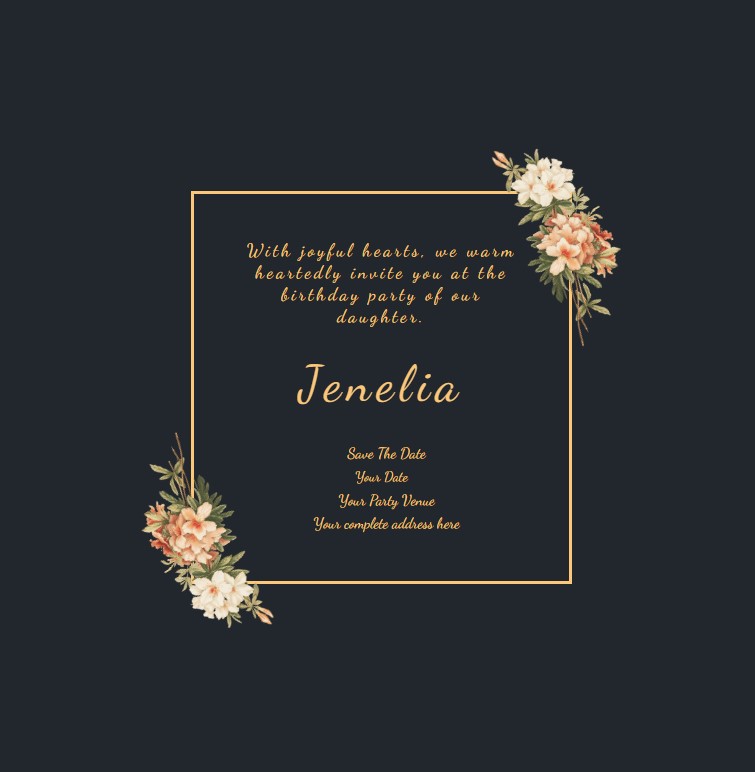 With joyful hearts, we warm
heartedly invite you at the
birthday party of our
daughter.
Jenelia
Save The Date
Your Date
Your Party Venue
Your complete address here